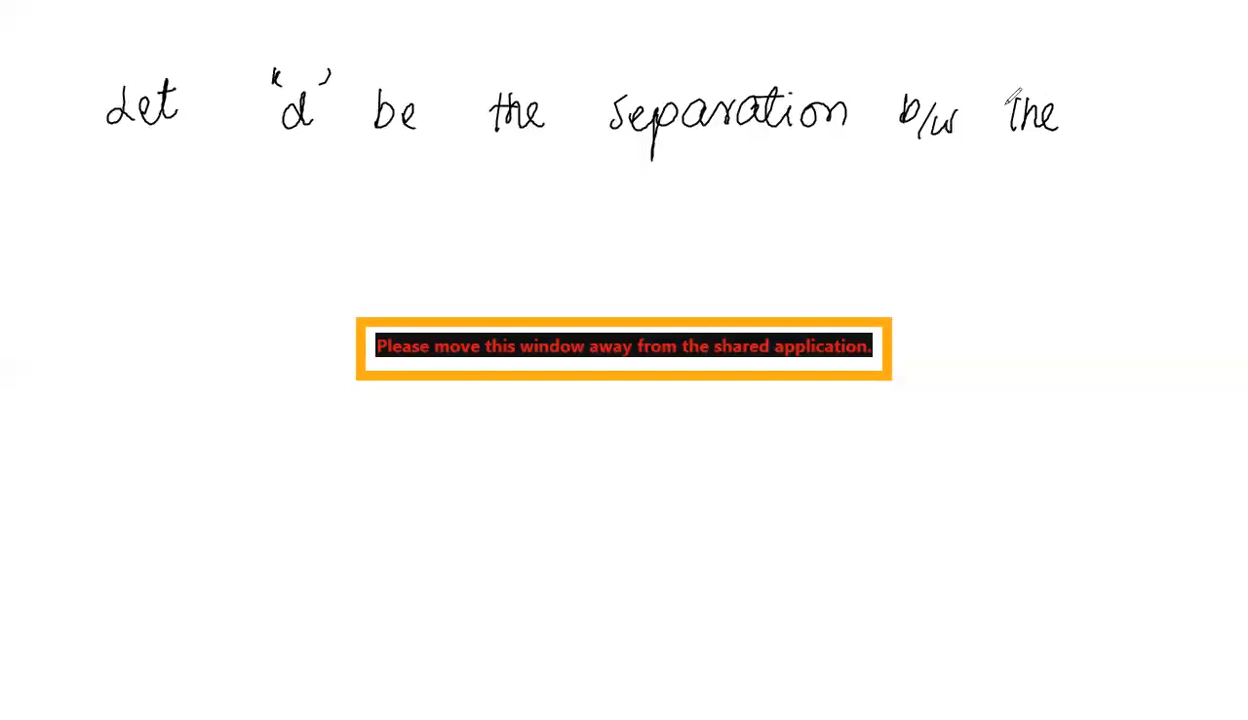 Let "d' be the separation b/w the
Please move this window away from the shared application.